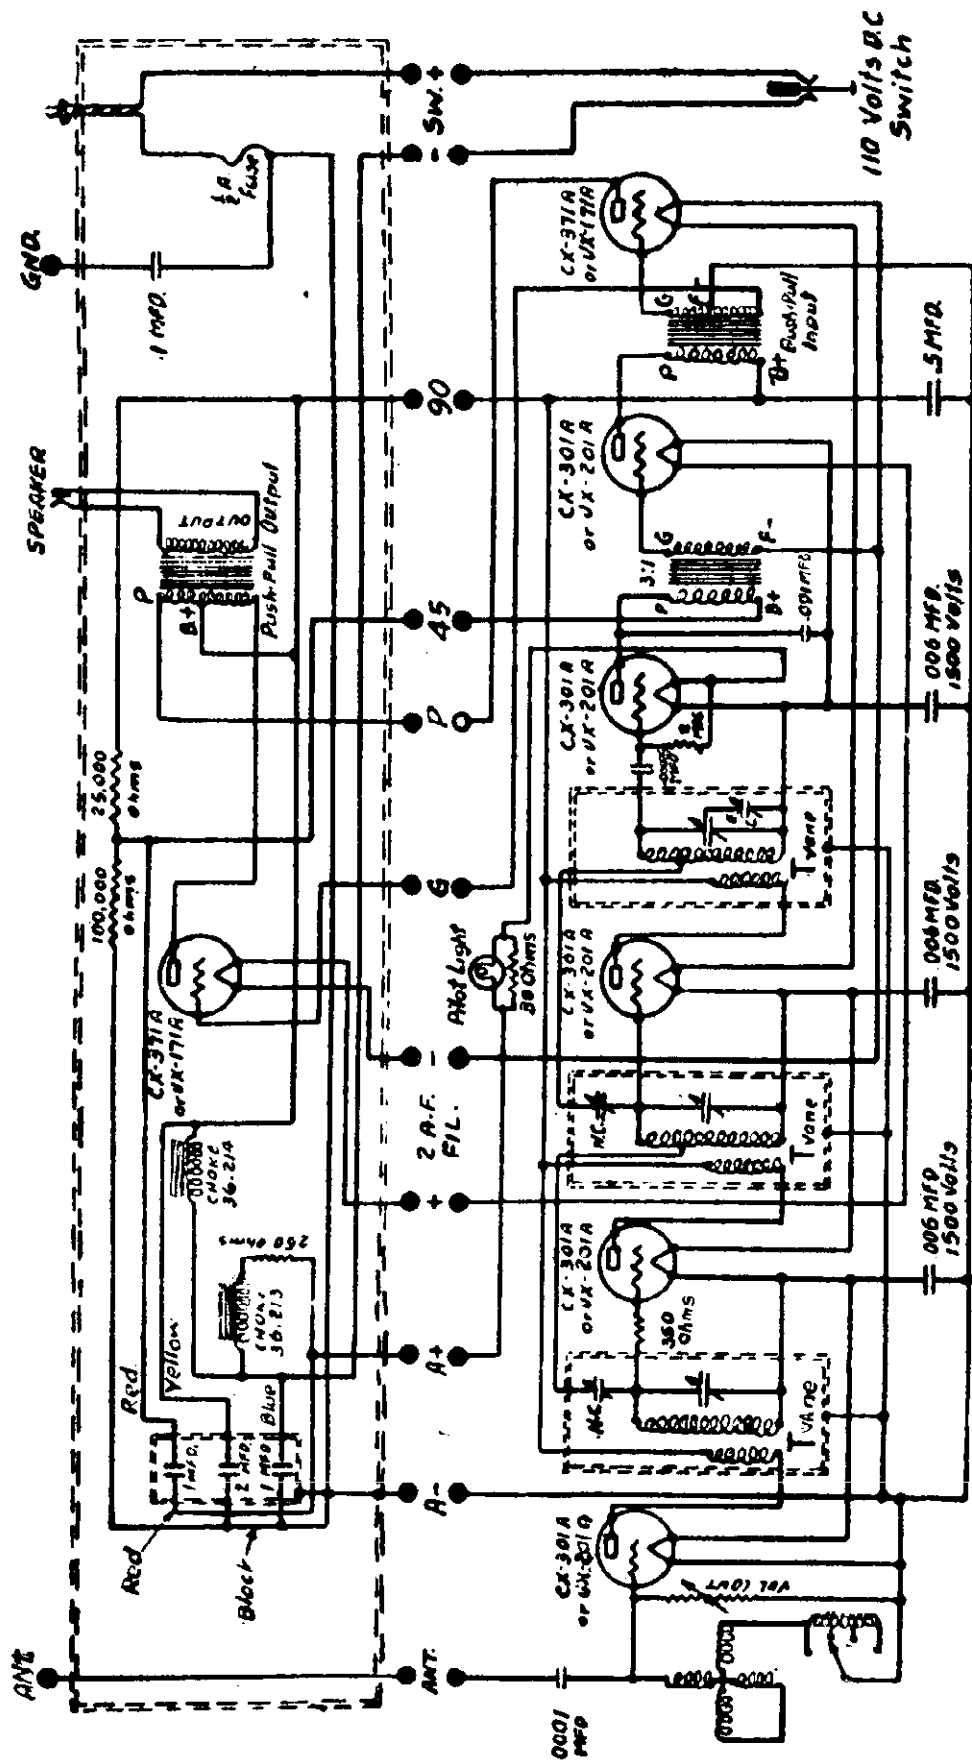 ANT.
SPEAKER
GND.
Red
Yellow
Red
Black
Blue
1 MFD.
2 MFD.
1 MFD.
CHOKE
36-213
250 ohms
CHOKE
36-214
CX-371A
or UX-171A
100,000
ohms
25,000
ohms
P
B+
OUTPUT
Push-Pull Output
.1 MFD.
½ A.
fuse
ANT.
A-
A+
+
2 A.F.
FIL.
-
G
P
45
90
-
SW.
+
Pilot Light
30 Ohms
110 Volts D.C
Switch
0001
MFD
CX-301A
or UX-201A
VOL CONT
N.C.
T
Vane
350
Ohms
CX-301A
or UX-201A
N.C.
T
Vane
CX-301A
or UX-201A
T
Vane
CX-301A
or UX-201A
P
3:1
G
B+
F-
.001 MFD
CX-301A
or UX-201A
P
G
F-
B+
Push-Pull
Input
CX-371A
or UX-171A
006 MFD
1500 Volts
006 MFD.
1500 Volts
006 MFD.
1500 Volts
.5 MFD.